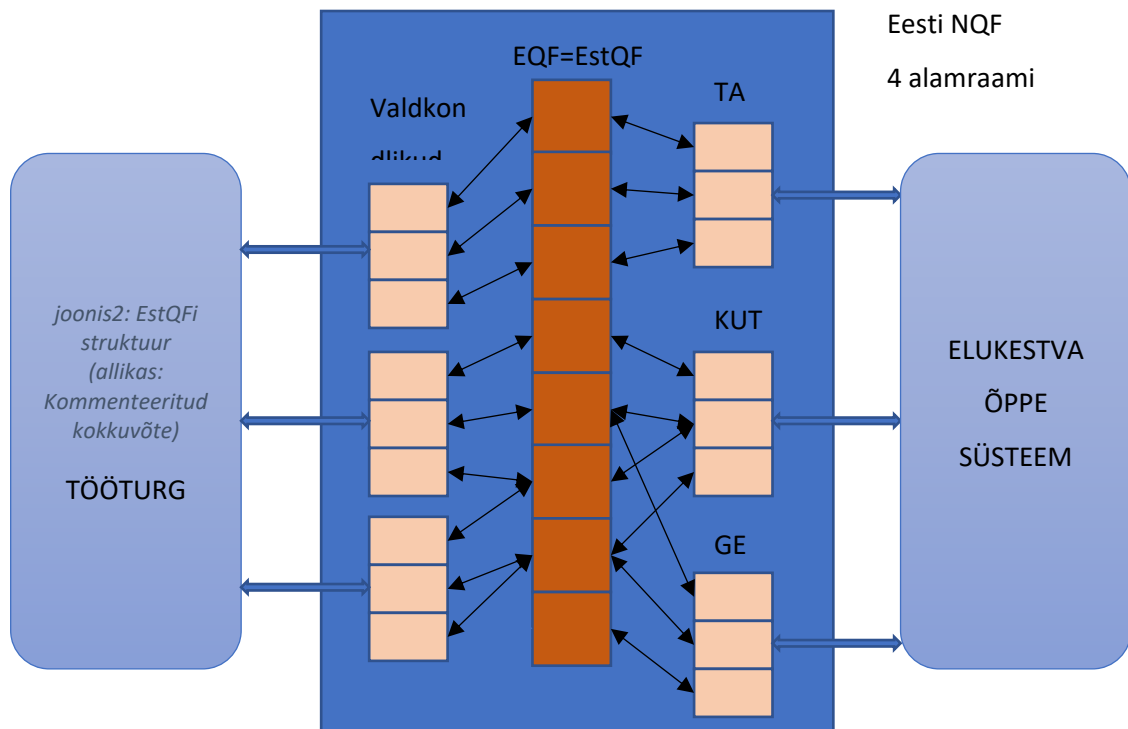 Eesti NQF
4 alamraami
EQF=EstQF
Valdkon
dlikud
TA
KUT
GE
joonis2: EstQFi
struktuur
(allikas:
Kommenteeritud
kokkuvõte)
TÖÖTURG
ELUKESTVA
ÕPPE
SÜSTEEM